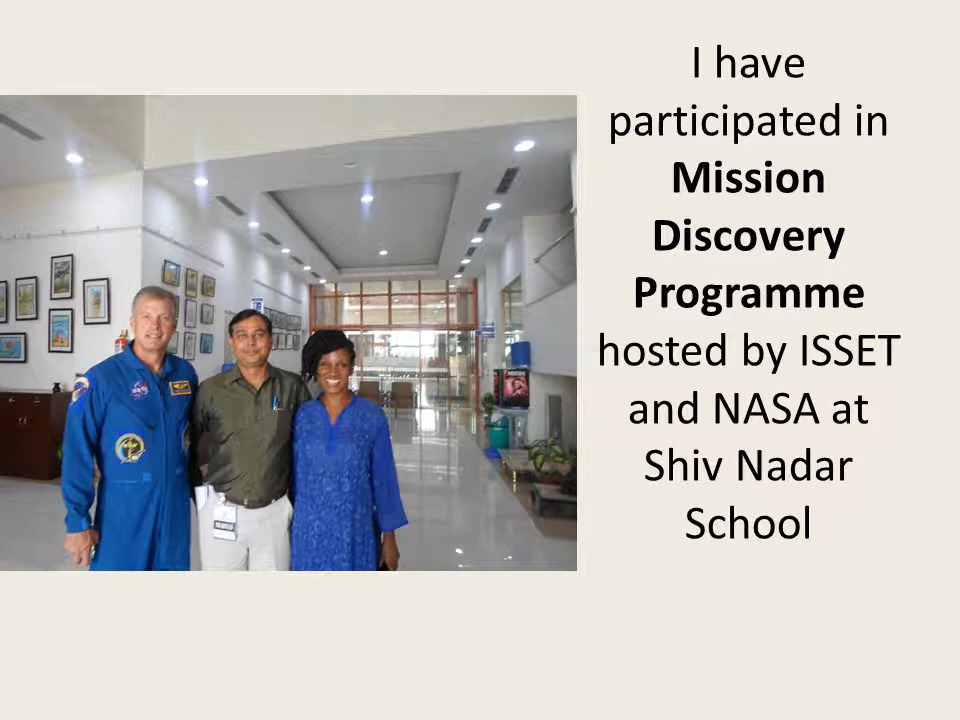 I have
participated in
Mission
Discovery
Programme
hosted by ISSET
and NASA at
Shiv Nadar
School